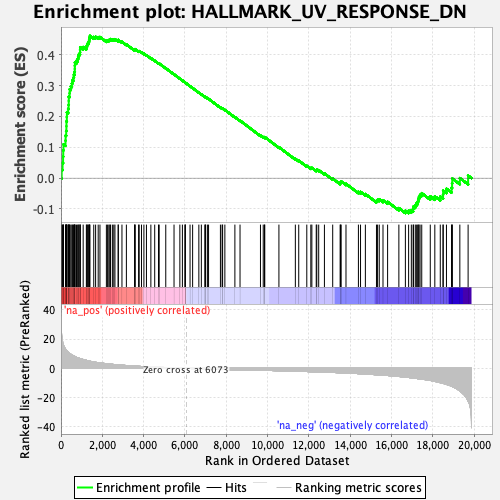 Enrichment plot: HALLMARK_UV_RESPONSE_DN
Enrichment score (ES)
0.4
0.3
0.2
0.1
0.0
-0.1
'na_pos' (positively correlated)
Ranked list metric (PreRanked)
40
20
0
-20
-40
Zero cross at 6073
'na_neg' (negatively correlated)
0
2,000
4,000
6,000
8,000
10,000
12,000
14,000
16,000
18,000
20,000
Rank in Ordered Dataset
Enrichment profile
Hits
Ranking metric scores